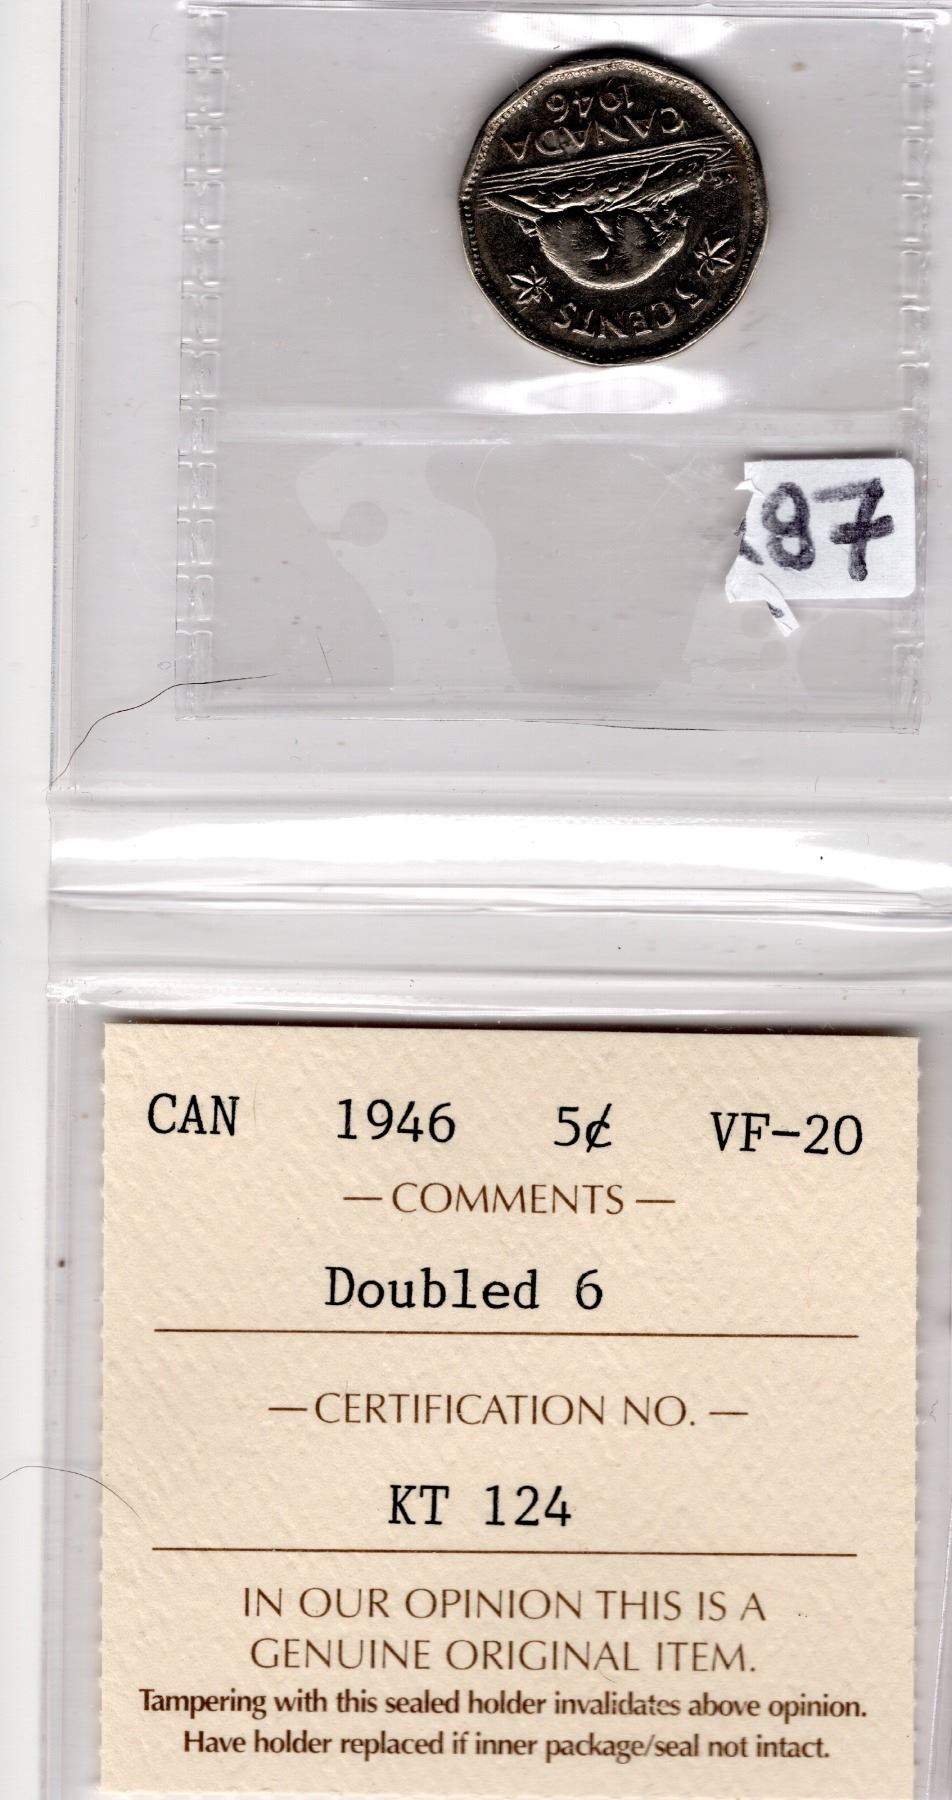 5 CENTS
CANADA
1946
87
CAN 1946 5¢ VF-20
— COMMENTS —
Doubled 6
— CERTIFICATION NO. —
KT 124
IN OUR OPINION THIS IS A
GENUINE ORIGINAL ITEM.
Tampering with this sealed holder invalidates above opinion.
Have holder replaced if inner package/seal not intact.